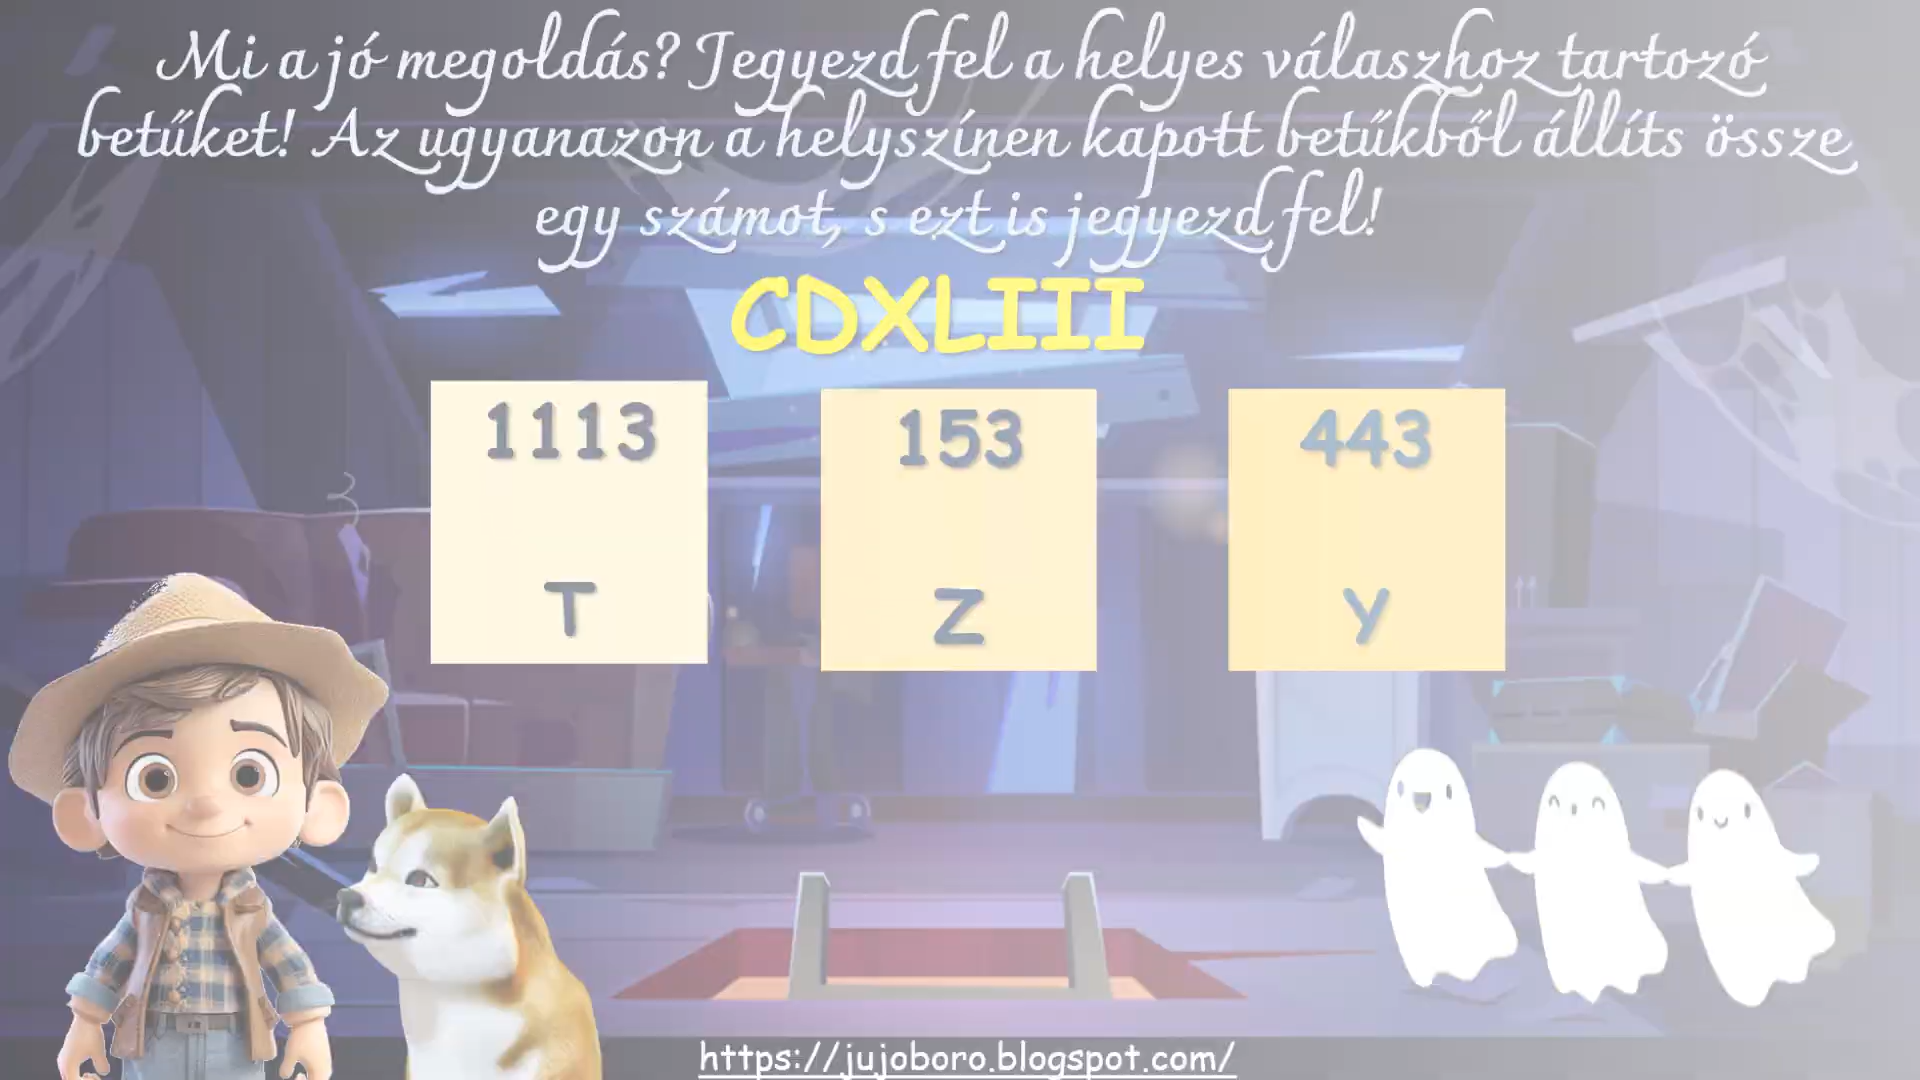 Mi a jó megoldás? Jegyezd fel a helyes válaszhoz tartozó
betűket! Az ugyanazon a helyszínen kapott betűkből állíts össze
egy számot, s ezt is jegyezd fel!
CDXLIII
1113
153
443
T
Z
Y
https://jujoboro.blogspot.com/